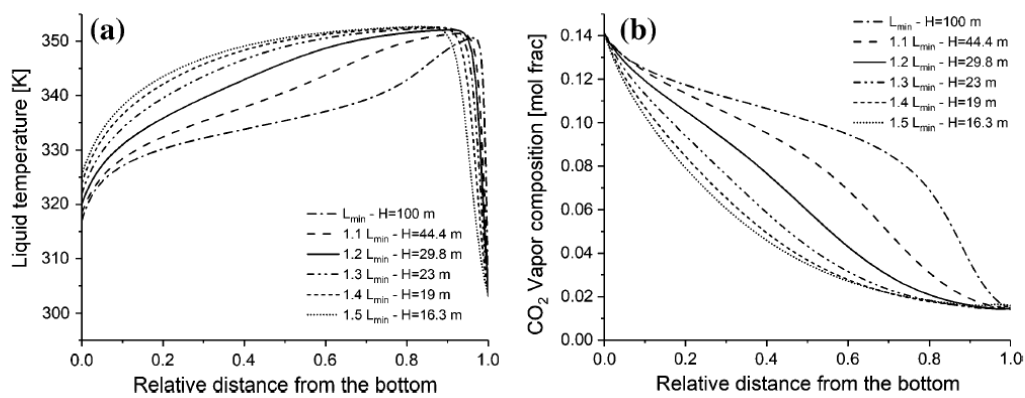 (a)
Liquid temperature [K]
350
340
330
320
310
300
L_min - H=100 m
1.1 L_min - H=44.4 m
1.2 L_min - H=29.8 m
1.3 L_min - H=23 m
1.4 L_min - H=19 m
1.5 L_min - H=16.3 m
0.0 0.2 0.4 0.6 0.8 1.0
Relative distance from the bottom
(b)
CO₂ Vapor composition [mol frac]
0.14
0.12
0.10
0.08
0.06
0.04
0.02
0.00
L_min - H=100 m
1.1 L_min - H=44.4 m
1.2 L_min - H=29.8 m
1.3 L_min - H=23 m
1.4 L_min - H=19 m
1.5 L_min - H=16.3 m
0.0 0.2 0.4 0.6 0.8 1.0
Relative distance from the bottom